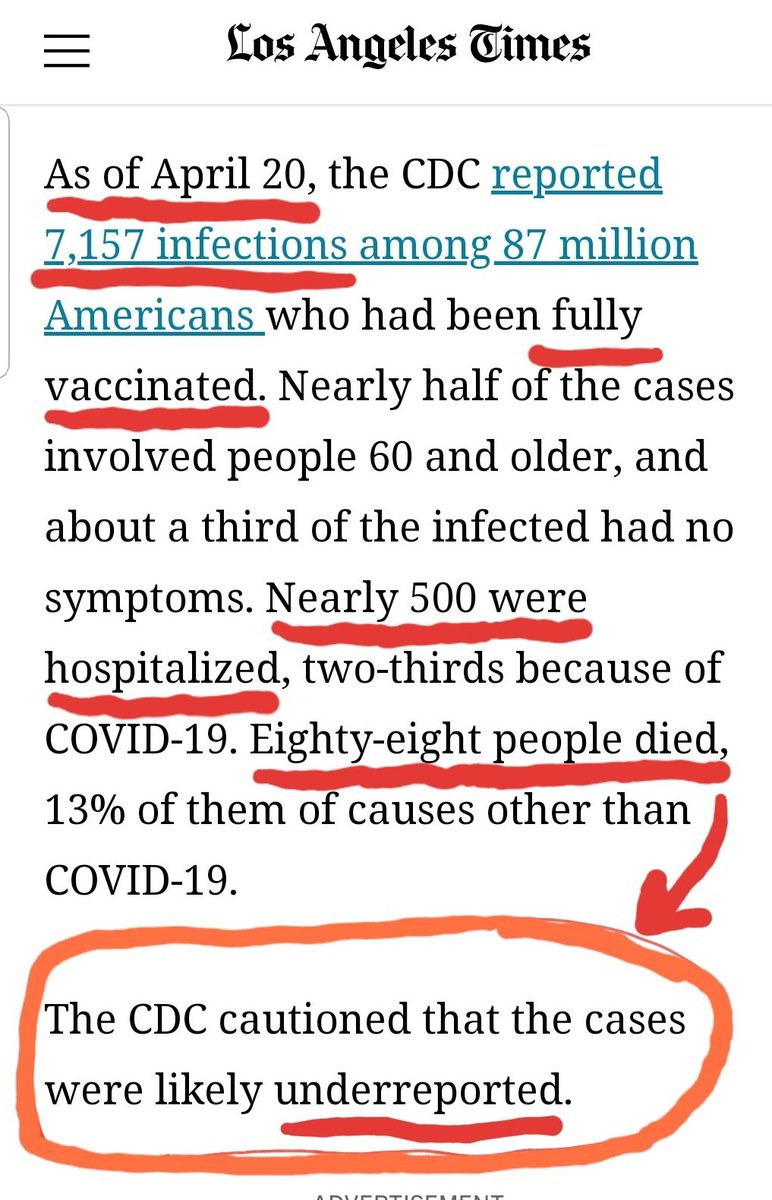 Los Angeles Times
As of April 20, the CDC reported
7,157 infections among 87 million
Americans who had been fully
vaccinated. Nearly half of the cases
involved people 60 and older, and
about a third of the infected had no
symptoms. Nearly 500 were
hospitalized, two-thirds because of
COVID-19. Eighty-eight people died,
13% of them of causes other than
COVID-19.
The CDC cautioned that the cases
were likely underreported.
ADVERTISEMENT